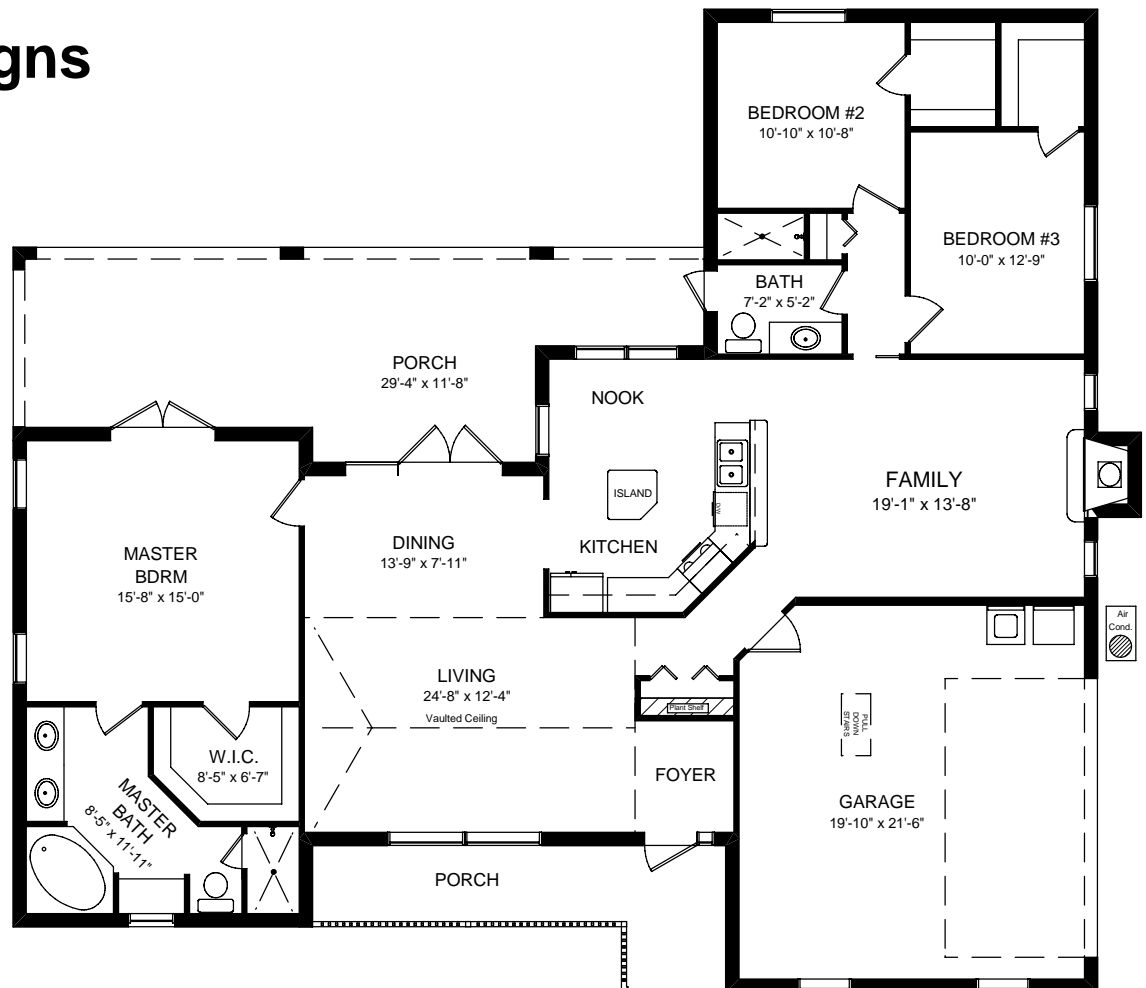 gns
BEDROOM #2
10'-10" x 10'-8"
BEDROOM #3
10'-0" x 12'-9"
BATH
7'-2" x 5'-2"
PORCH
29'-4" x 11'-8"
NOOK
ISLAND
D/W
FAMILY
19'-1" x 13'-8"
KITCHEN
DINING
13'-9" x 7'-11"
MASTER
BDRM
15'-8" x 15'-0"
Air
Cond.
LIVING
24'-8" x 12'-4"
Vaulted Ceiling
Plant Shelf
PULL
DOWN
STAIRS
W.I.C.
8'-5" x 6'-7"
FOYER
MASTER
BATH
8'-5" x 11'-11"
GARAGE
19'-10" x 21'-6"
PORCH